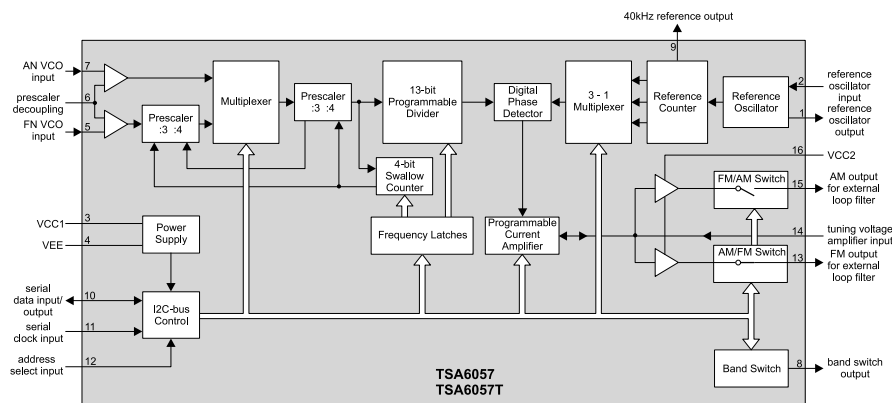 40kHz reference output
9
AN VCO
input
7
prescaler
decoupling
6
FN VCO
input
5
Prescaler
:3 :4
Multiplexer
Prescaler
:3 :4
13-bit
Programmable
Divider
Digital
Phase
Detector
3 - 1
Multiplexer
Reference
Counter
Reference
Oscillator
2
reference
oscillator
input
1
reference
oscillator
output
4-bit
Swallow
Counter
16
VCC2
FM/AM Switch
15
AM output
for external
loop filter
VCC1
3
VEE
4
Power
Supply
Frequency Latches
Programmable
Current
Amplifier
14
tuning voltage
amplifier input
AM/FM Switch
13
FM output
for external
loop filter
serial
data input/
output
10
I2C-bus
Control
serial
clock input
11
address
select input
12
TSA6057
TSA6057T
Band Switch
8
band switch
output